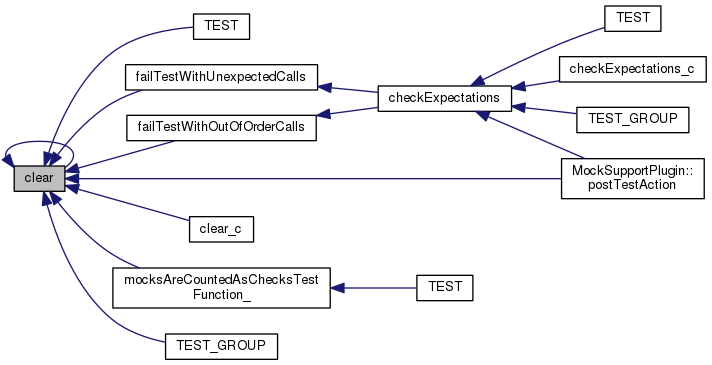 TEST
TEST
failTestWithUnexpectedCalls
checkExpectations_c
checkExpectations
failTestWithOutOfOrderCalls
TEST_GROUP
clear
MockSupportPlugin::
postTestAction
clear_c
mocksAreCountedAsChecksTest
Function_
TEST
TEST_GROUP